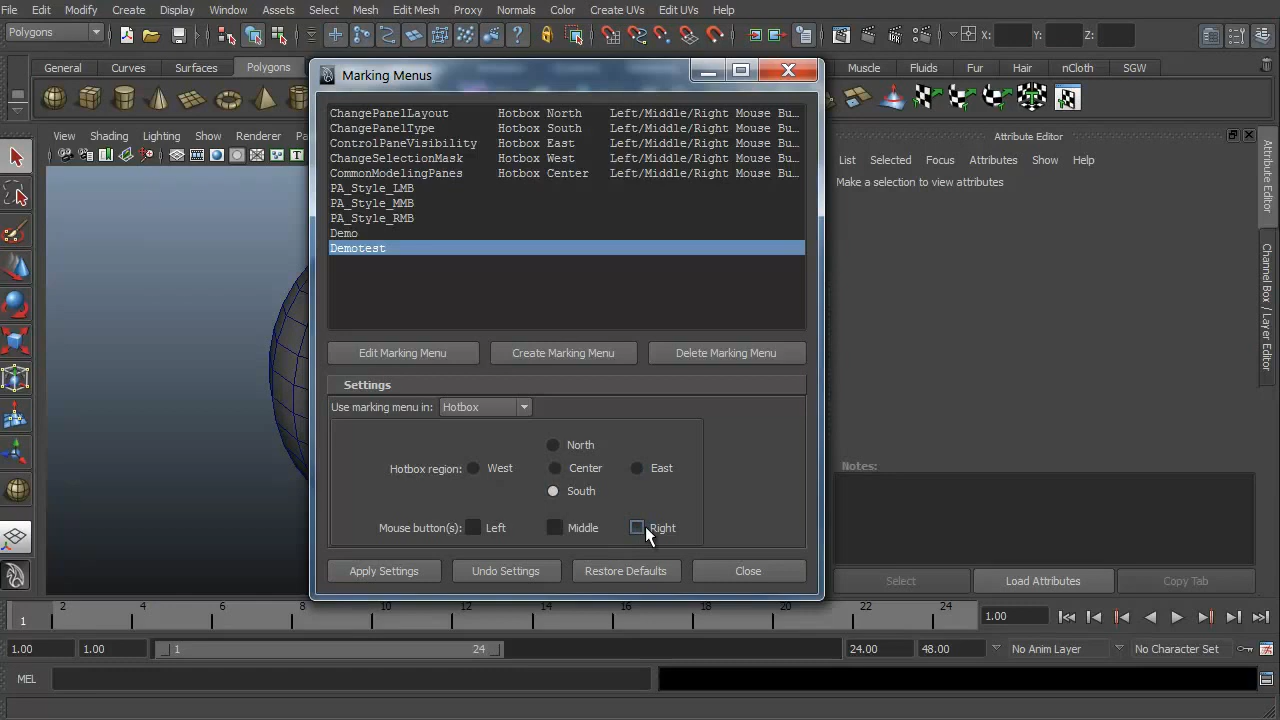 File Edit Modify Create Display Window Assets Select Mesh Edit Mesh Proxy Normals Color Create UVs Edit UVs Help
Polygons X: Y: Z:
General Curves Surfaces Polygons Muscle Fluids Fur Hair nCloth SGW
Marking Menus
View Shading Lighting Show Renderer
Attribute Editor
List Selected Focus Attributes Show Help
Make a selection to view attributes
ChangePanelLayout Hotbox North Left/Middle/Right Mouse Bu...
ChangePanelType Hotbox South Left/Middle/Right Mouse Bu...
ControlPaneVisibility Hotbox East Left/Middle/Right Mouse Bu...
ChangeSelectionMask Hotbox West Left/Middle/Right Mouse Bu...
CommonModelingPanes Hotbox Center Left/Middle/Right Mouse Bu...
PA_Style_LMB
PA_Style_MMB
PA_Style_RMB
Demo
Demotest
Edit Marking Menu Create Marking Menu Delete Marking Menu
Settings
Use marking menu in: Hotbox
North
Hotbox region: West Center East
South
Mouse button(s): Left Middle Right
Apply Settings Undo Settings Restore Defaults Close
Attribute Editor
Channel Box / Layer Editor
Notes:
Select Load Attributes Copy Tab
2 4 6 8 10 12 14 16 18 20 22 24
1 1.00
1.00 1.00 1 24 24.00 48.00 No Anim Layer No Character Set
MEL